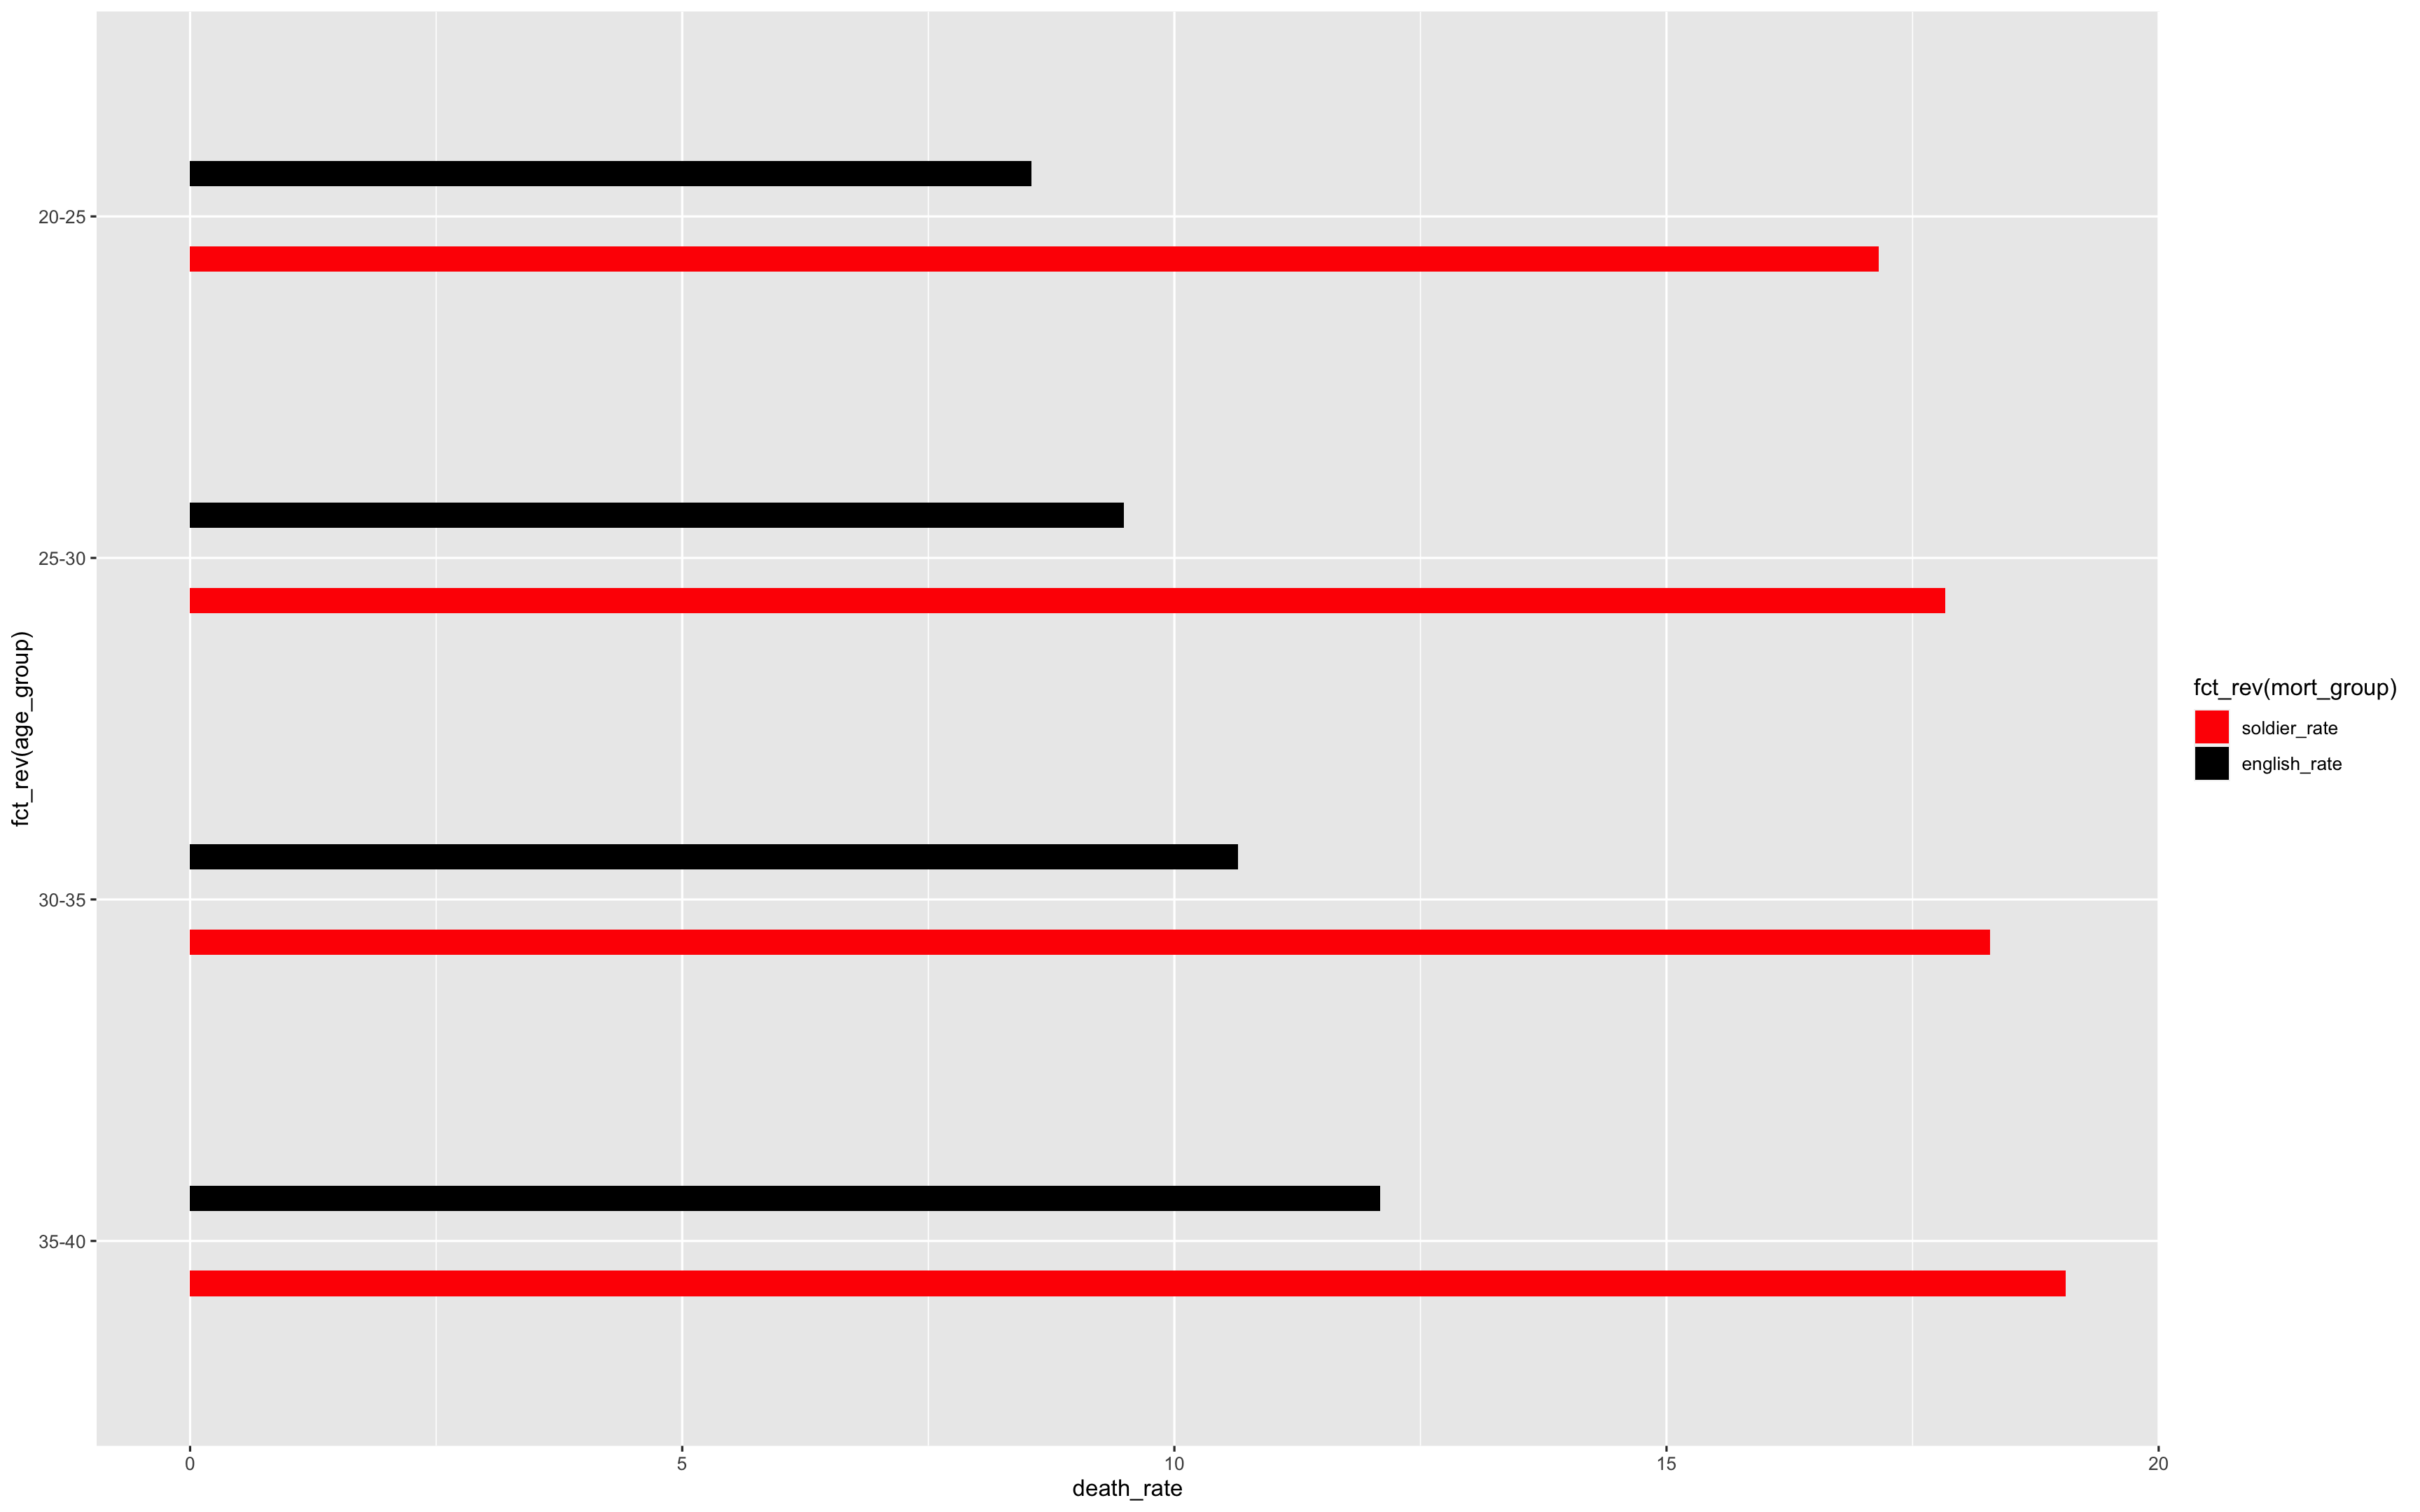 20-25
25-30
30-35
35-40
fct_rev(age_group)
0 5 10 15 20
death_rate
fct_rev(mort_group)
soldier_rate
english_rate